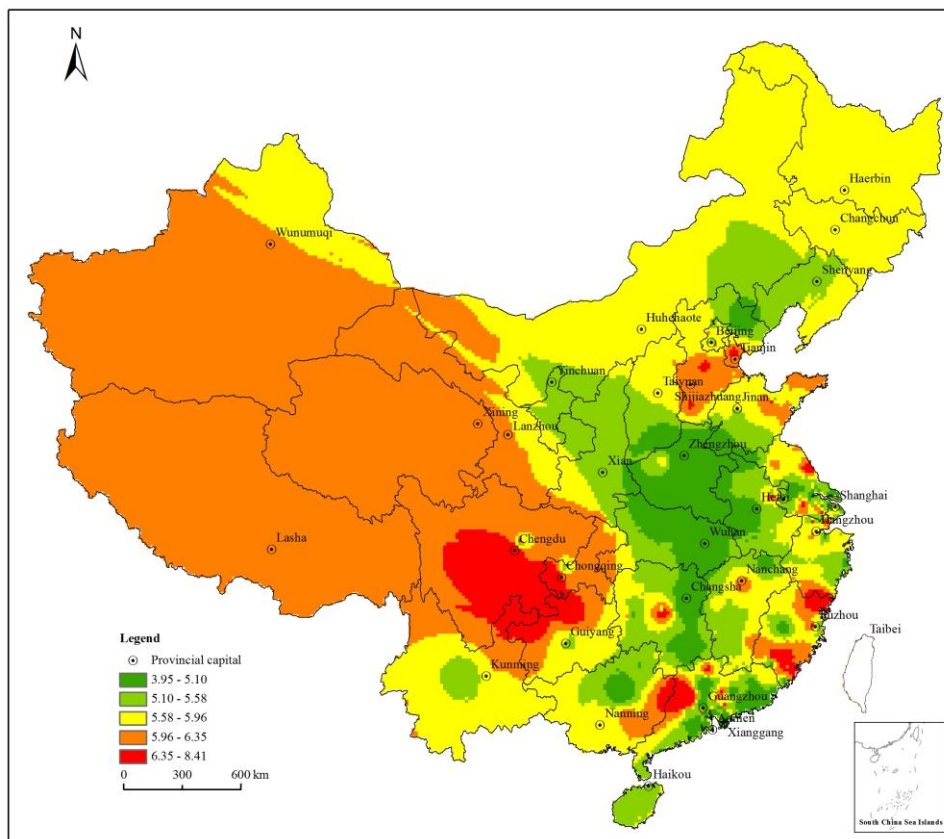 N
Haerbin
Changchun
Wunumuqi
Shenyang
Huhehaote
Beijing
Tianjin
Yinchuan
Taiyuan
Shijiazhuang
Jinan
Xining
Lanzhou
Zhengzhou
Xian
Shanghai
Hangzhou
Wuhan
Lasha
Chengdu
Chongqing
Nanchang
Changsha
Fuzhou
Taibei
Guiyang
Kunming
Guangzhou
Nanning
Xianggang
Haikou
Legend
Provincial capital
3.95 - 5.10
5.10 - 5.58
5.58 - 5.96
5.96 - 6.35
6.35 - 8.41
0 300 600 km
South China Sea Islands